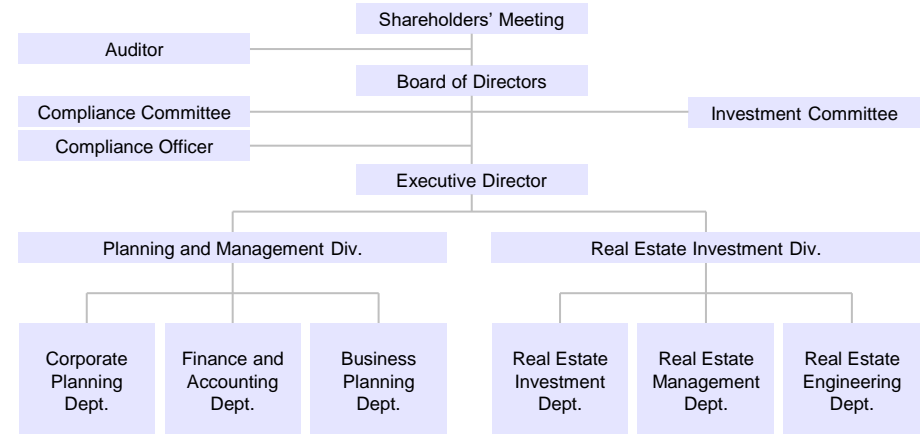 Shareholders’ Meeting
Auditor
Board of Directors
Compliance Committee
Investment Committee
Compliance Officer
Executive Director
Planning and Management Div.
Real Estate Investment Div.
Corporate
Planning
Dept.
Finance and
Accounting
Dept.
Business
Planning
Dept.
Real Estate
Investment
Dept.
Real Estate
Management
Dept.
Real Estate
Engineering
Dept.